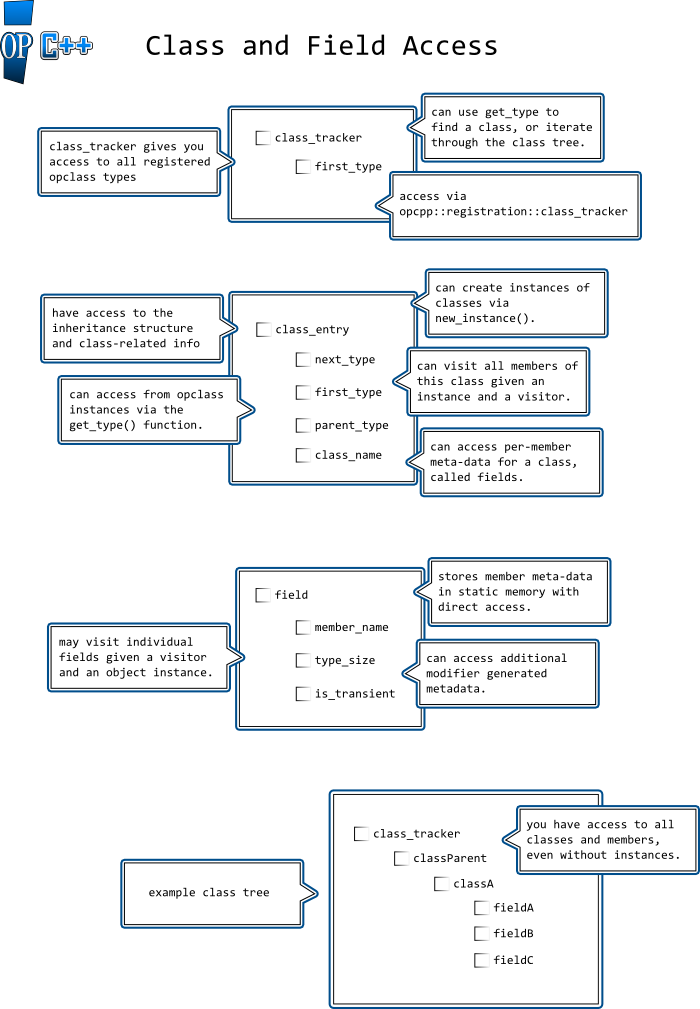 OP C++
Class and Field Access
class_tracker gives you
access to all registered
opclass types
class_tracker
first_type
can use get_type to
find a class, or iterate
through the class tree.
access via
opcpp::registration::class_tracker
have access to the
inheritance structure
and class-related info
can access from opclass
instances via the
get_type() function.
class_entry
next_type
first_type
parent_type
class_name
can create instances of
classes via
new_instance().
can visit all members of
this class given an
instance and a visitor.
can access per-member
meta-data for a class,
called fields.
may visit individual
fields given a visitor
and an object instance.
field
member_name
type_size
is_transient
stores member meta-data
in static memory with
direct access.
can access additional
modifier generated
metadata.
example class tree
class_tracker
classParent
classA
fieldA
fieldB
fieldC
you have access to all
classes and members,
even without instances.